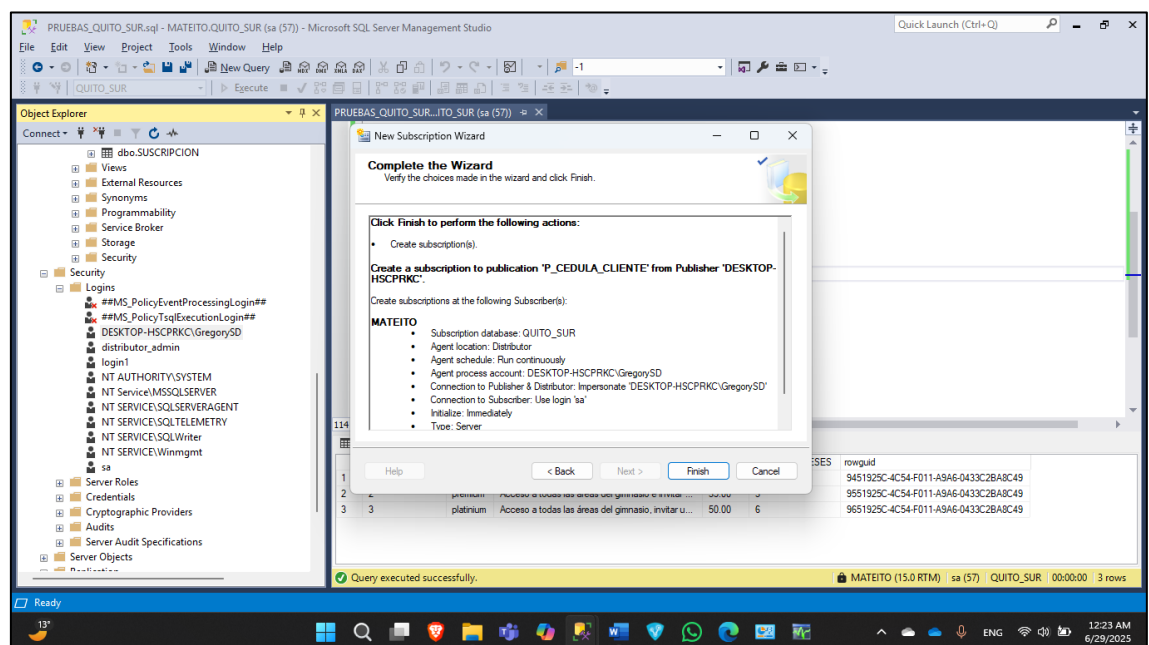 PRUEBAS_QUITO_SUR.sql - MATEITO.QUITO_SUR (sa (57)) - Microsoft SQL Server Management Studio
Quick Launch (Ctrl+Q)
File Edit View Project Tools Window Help
New Query
-1
QUITO_SUR
Execute
Object Explorer
Connect
dbo.SUSCRIPCION
Views
External Resources
Synonyms
Programmability
Service Broker
Storage
Security
Security
Logins
##MS_PolicyEventProcessingLogin##
##MS_PolicyTsqlExecutionLogin##
DESKTOP-HSCPRKC\GregorySD
distributor_admin
login1
NT AUTHORITY\SYSTEM
NT Service\MSSQLSERVER
NT SERVICE\SQLSERVERAGENT
NT SERVICE\SQLTELEMETRY
NT SERVICE\SQLWriter
NT SERVICE\Winmgmt
sa
Server Roles
Credentials
Cryptographic Providers
Audits
Server Audit Specifications
Server Objects
PRUEBAS_QUITO_SUR...ITO_SUR (sa (57))
New Subscription Wizard
Complete the Wizard
Verify the choices made in the wizard and click Finish.
Click Finish to perform the following actions:
• Create subscription(s).
Create a subscription to publication 'P_CEDULA_CLIENTE' from Publisher 'DESKTOP-
HSCPRKC'.
Create subscriptions at the following Subscriber(s):
MATEITO
• Subscription database: QUITO_SUR
• Agent location: Distributor
• Agent schedule: Run continuously
• Agent process account: DESKTOP-HSCPRKC\GregorySD
• Connection to Publisher & Distributor: Impersonate 'DESKTOP-HSCPRKC\GregorySD'
• Connection to Subscriber: Use login 'sa'
• Initialize: Immediately
• Type: Server
Help < Back Next > Finish Cancel
114
ESES rowguid
1 9451925C-4C54-F011-A9A6-0433C2BA8C49
2 2 premium Acceso a todas las áreas del gimnasio e invitar ... 9551925C-4C54-F011-A9A6-0433C2BA8C49
3 3 platinium Acceso a todas las áreas del gimnasio, invitar u... 50.00 6 9651925C-4C54-F011-A9A6-0433C2BA8C49
Query executed successfully.
MATEITO (15.0 RTM) sa (57) QUITO_SUR 00:00:00 3 rows
Ready
13°
ENG
12:23 AM
6/29/2025